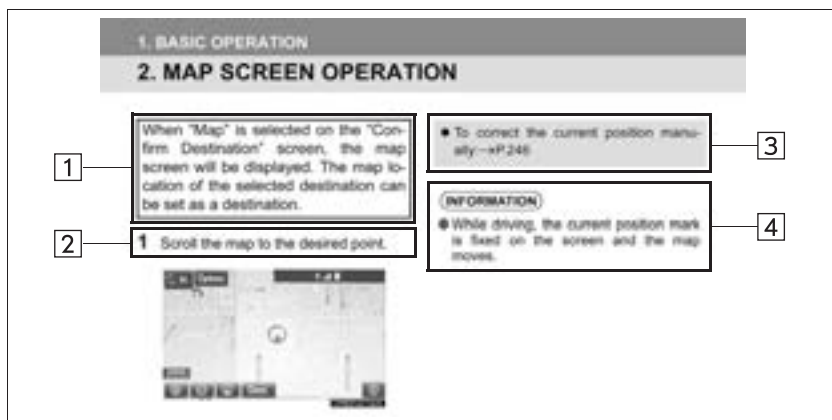 1. BASIC OPERATION
2. MAP SCREEN OPERATION
When "Map" is selected on the "Con-
firm Destination" screen, the map
screen will be displayed. The map lo-
cation of the selected destination can
be set as a destination.
1
2
1 Scroll the map to the desired point.
● To correct the current position manu-
ally→P.246
3
INFORMATION
● While driving, the current position mark
is fixed on the screen and the map
moves.
4